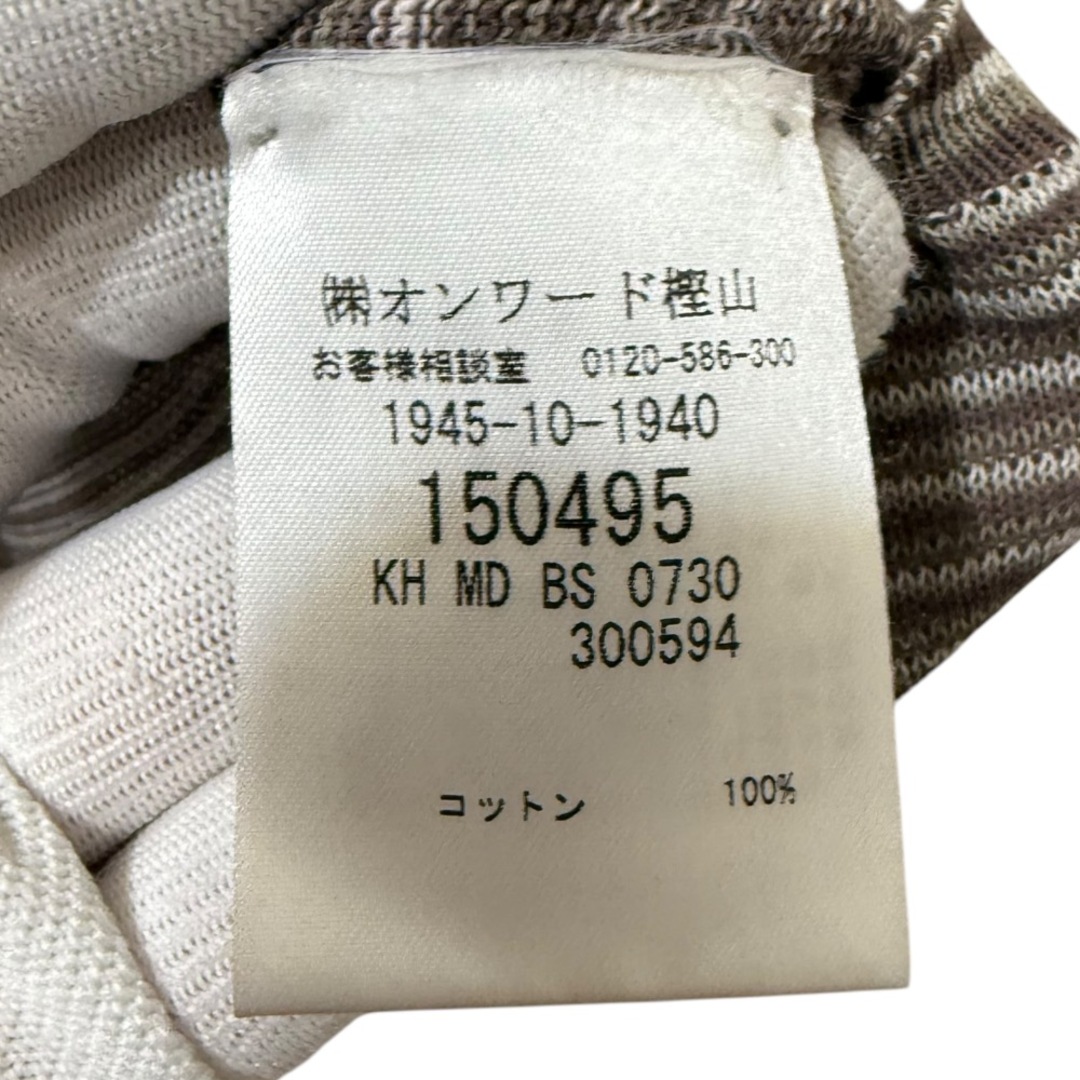 ㈱オンワード樫山
お客様相談室 0120-586-300
1945-10-1940
150495
KH MD BS 0730
300594
コットン 100%